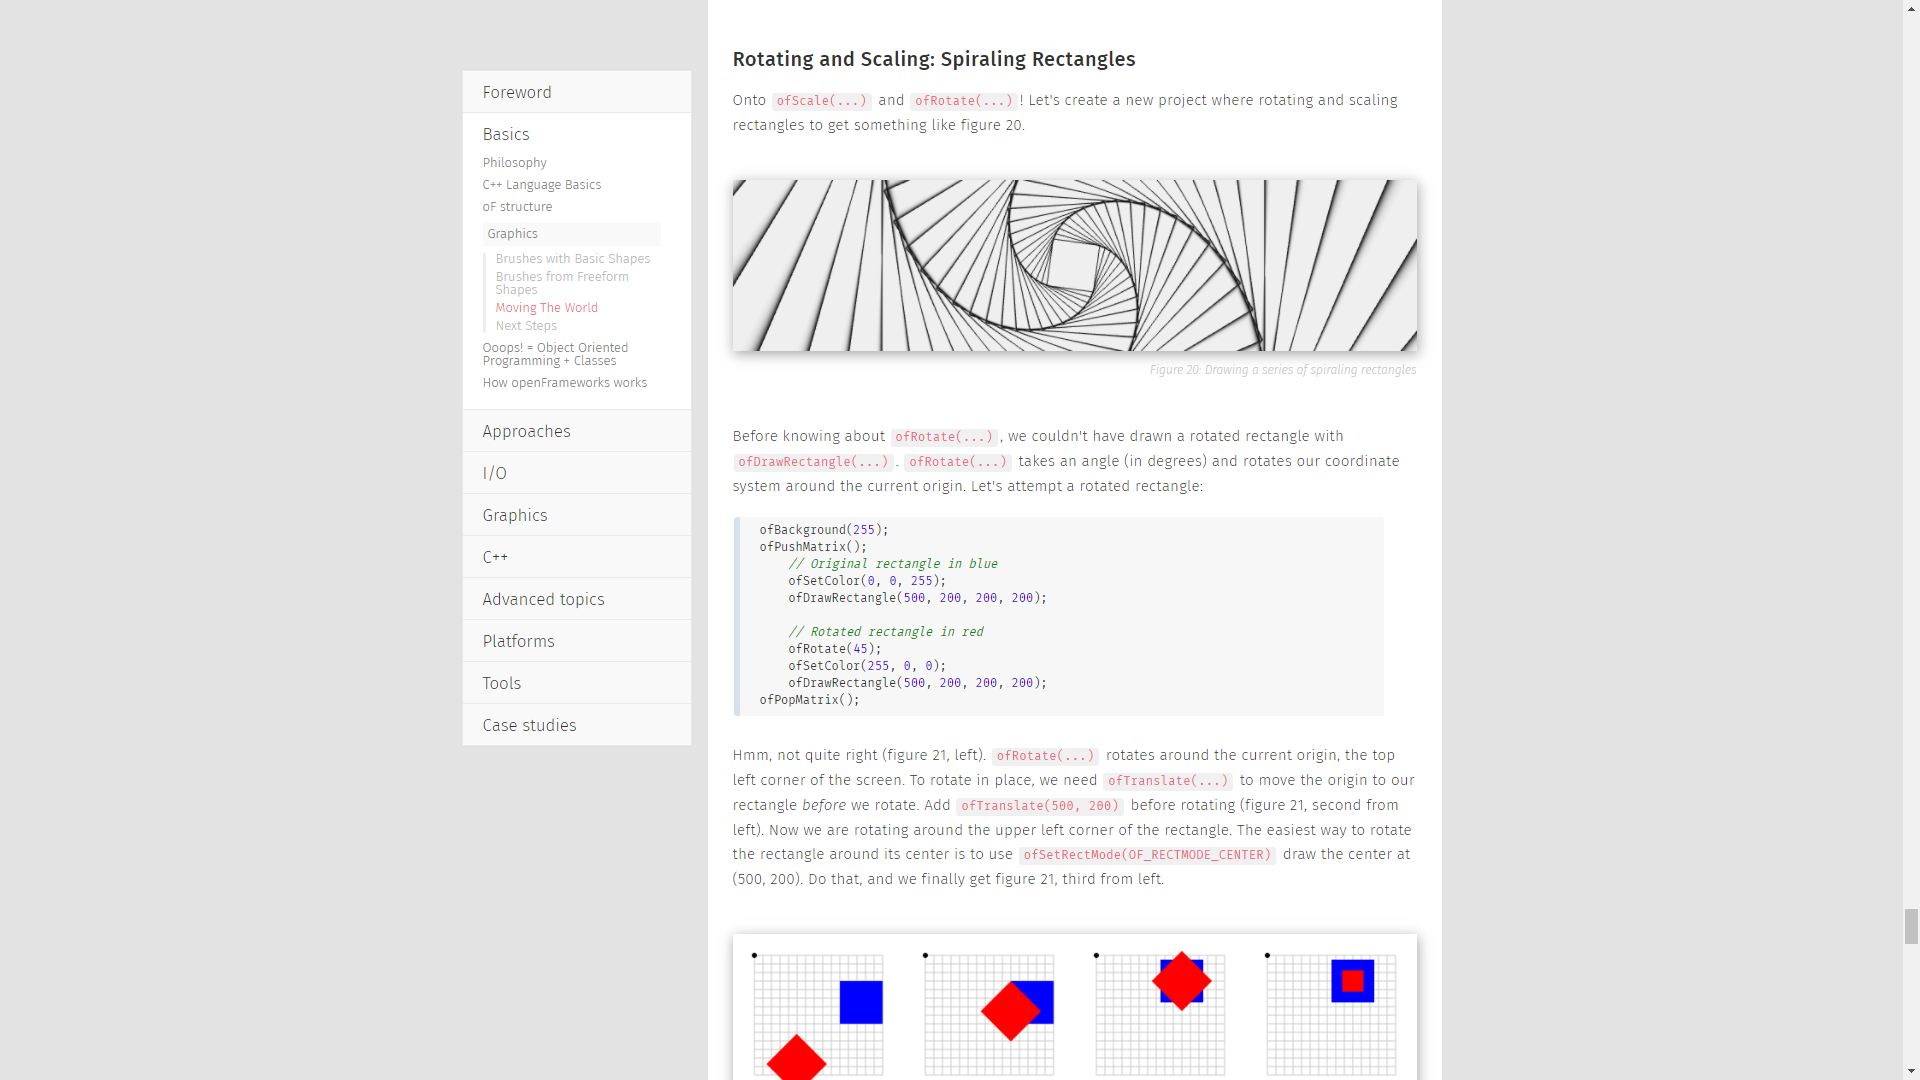 Foreword
Basics
Philosophy
C++ Language Basics
oF structure
Graphics
Brushes with Basic Shapes
Brushes from Freeform
Shapes
Moving The World
Next Steps
Ooops! = Object Oriented
Programming + Classes
How openFrameworks works
Approaches
I/O
Graphics
C++
Advanced topics
Platforms
Tools
Case studies
Rotating and Scaling: Spiraling Rectangles
Onto ofScale(...) and ofRotate(...)! Let's create a new project where rotating and scaling
rectangles to get something like figure 20.
Figure 20: Drawing a series of spiraling rectangles
Before knowing about ofRotate(...), we couldn't have drawn a rotated rectangle with
ofDrawRectangle(...). ofRotate(...) takes an angle (in degrees) and rotates our coordinate
system around the current origin. Let's attempt a rotated rectangle:
ofBackground(255);
ofPushMatrix();
// Original rectangle in blue
ofSetColor(0, 0, 255);
ofDrawRectangle(500, 200, 200, 200);
// Rotated rectangle in red
ofRotate(45);
ofSetColor(255, 0, 0);
ofDrawRectangle(500, 200, 200, 200);
ofPopMatrix();
Hmm, not quite right (figure 21, left). ofRotate(...) rotates around the current origin, the top
left corner of the screen. To rotate in place, we need ofTranslate(...) to move the origin to our
rectangle before we rotate. Add ofTranslate(500, 200) before rotating (figure 21, second from
left). Now we are rotating around the upper left corner of the rectangle. The easiest way to rotate
the rectangle around its center is to use ofSetRectMode(OF_RECTMODE_CENTER) draw the center at
(500, 200). Do that, and we finally get figure 21, third from left.